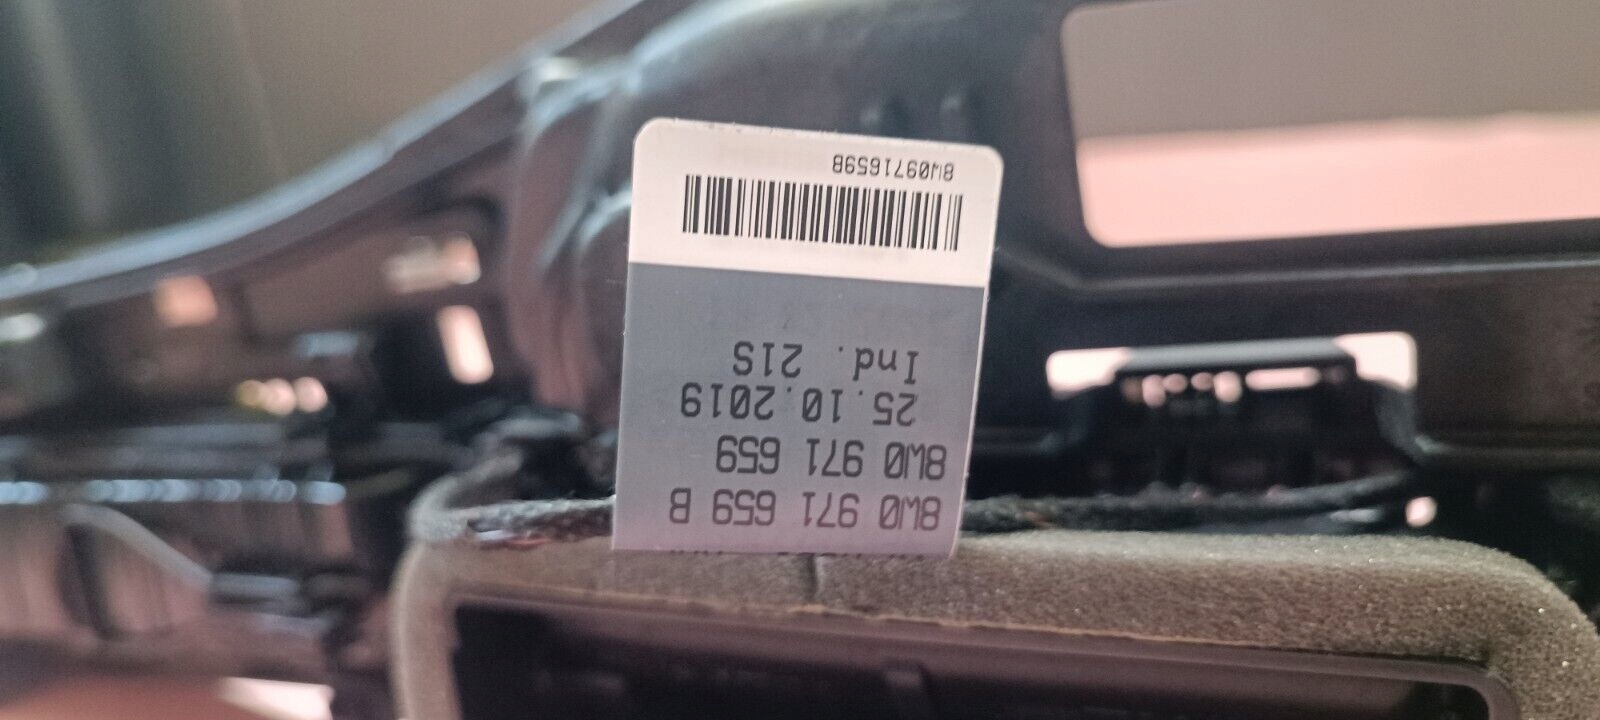 8W0 971 659 B
8W0 971 659
25.10.2019
Ind. 21S
8W0971659B